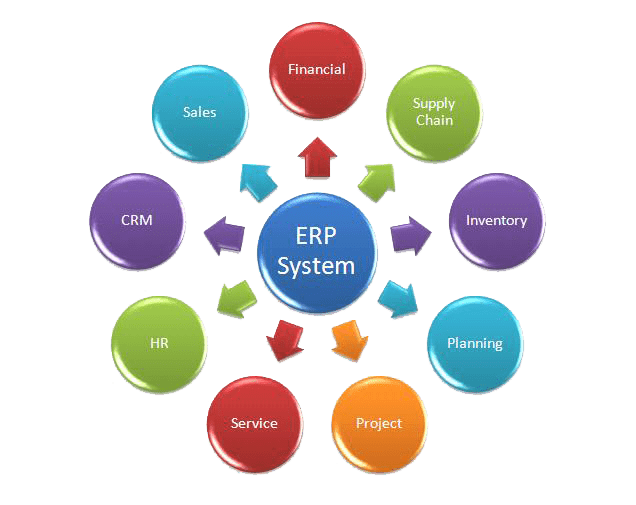 Financial
Supply
Chain
Inventory
Planning
Project
Service
HR
CRM
Sales
ERP
System